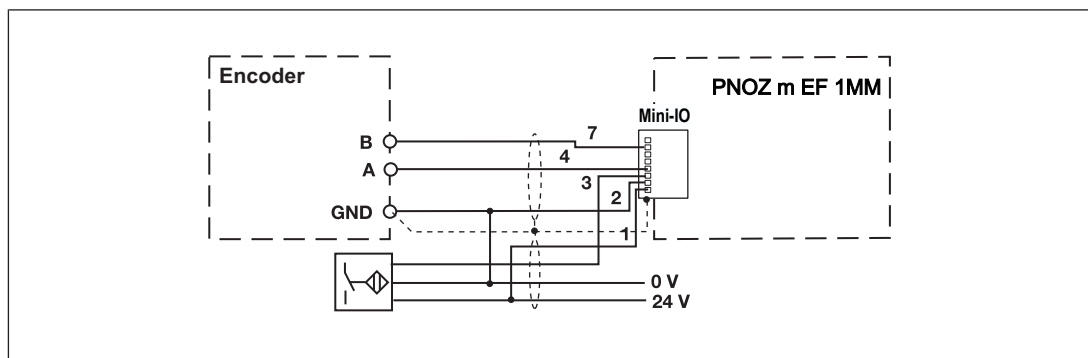 Encoder
PNOZ m EF 1MM
Mini-IO
B
7
A
4
3
GND
2
1
0 V
24 V